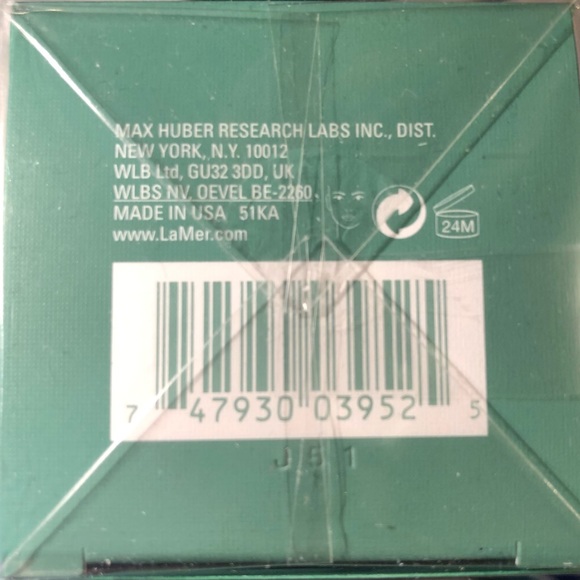 MAX HUBER RESEARCH LABS INC., DIST.
NEW YORK, N.Y. 10012
WLB Ltd, GU32 3DD, UK
WLBS NV. OEVEL BE-2260
MADE IN USA 51KA
www.LaMer.com
24M
7 47930 03952 5
J51